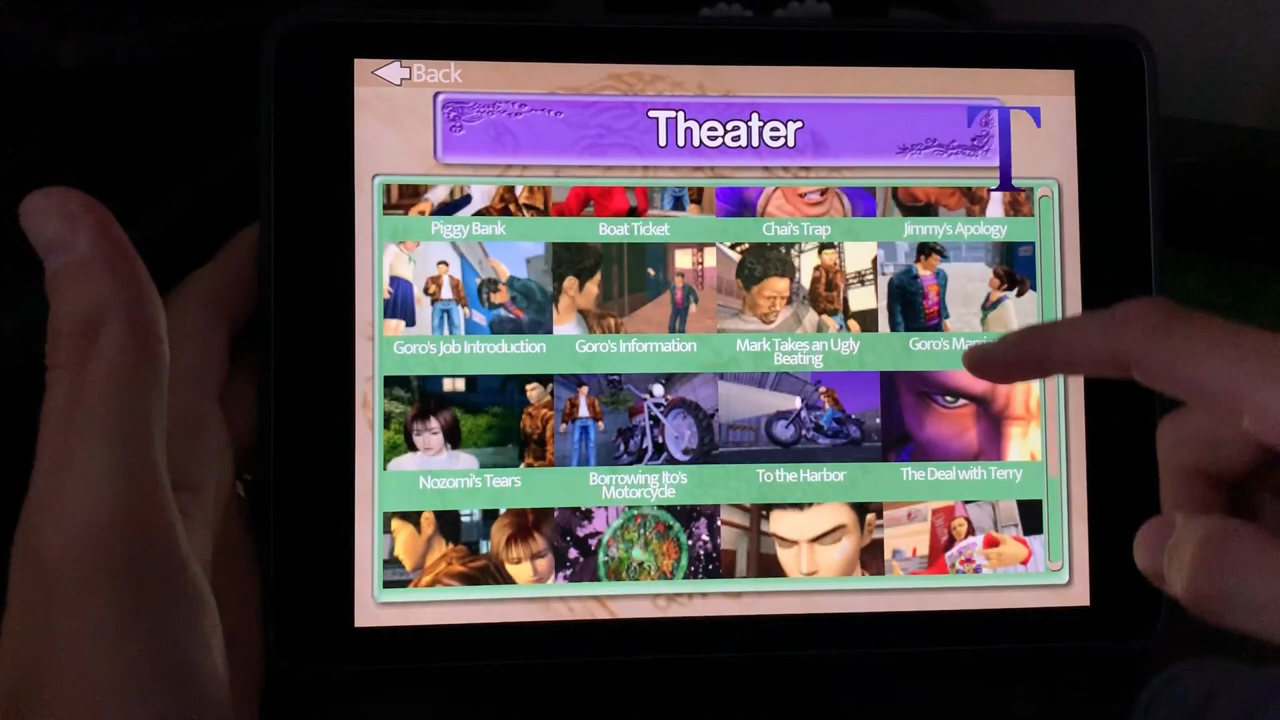 Back
Theater
T
Piggy Bank
Boat Ticket
Chai's Trap
Jimmy's Apology
Goro's Job Introduction
Goro's Information
Mark Takes an Ugly
Beating
Goro's
Nozomi's Tears
Borrowing Ito's
Motorcycle
To the Harbor
The Deal with Terry